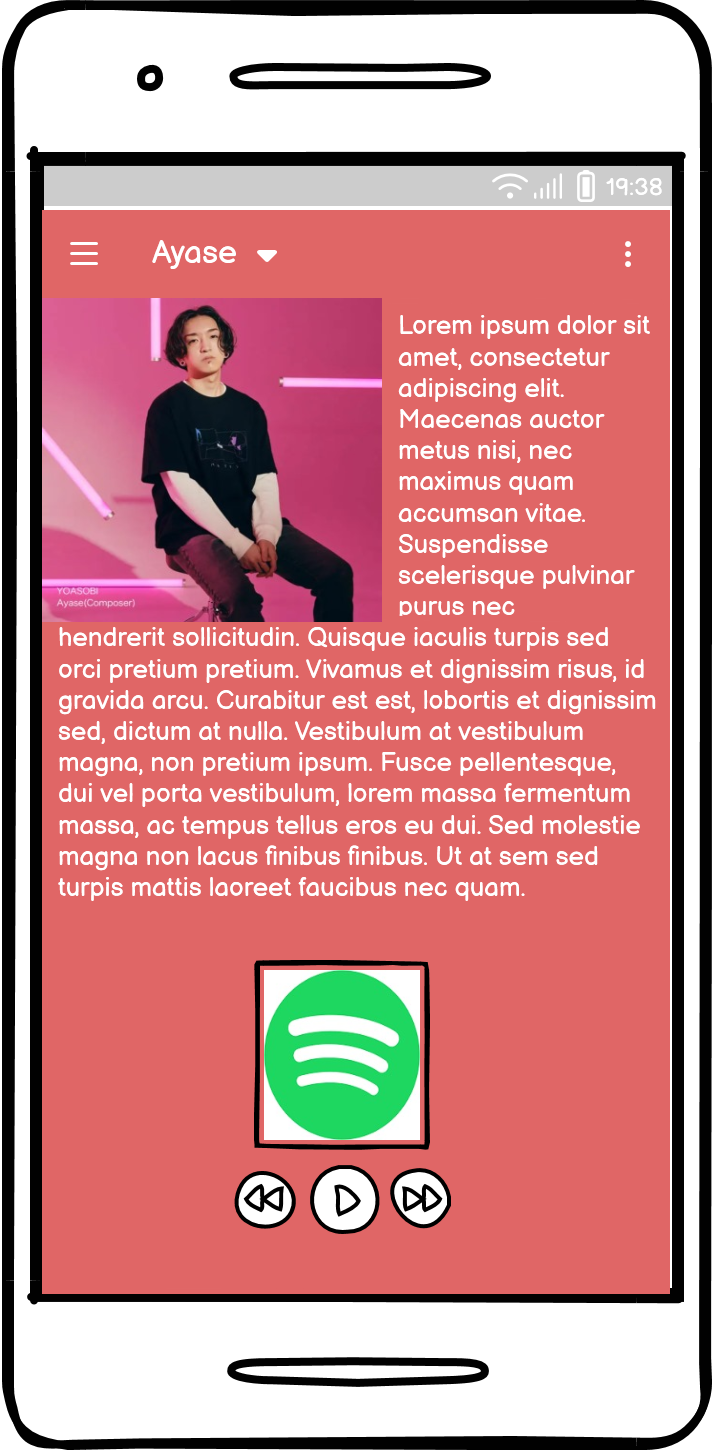 19:38
Ayase
Lorem ipsum dolor sit
amet, consectetur
adipiscing elit.
Maecenas auctor
metus nisi, nec
maximus quam
accumsan vitae.
Suspendisse
scelerisque pulvinar
purus nec
YOASOBI
Ayase(Composer)
hendrerit sollicitudin. Quisque iaculis turpis sed
orci pretium pretium. Vivamus et dignissim risus, id
gravida arcu. Curabitur est est, lobortis et dignissim
sed, dictum at nulla. Vestibulum at vestibulum
magna, non pretium ipsum. Fusce pellentesque,
dui vel porta vestibulum, lorem massa fermentum
massa, ac tempus tellus eros eu dui. Sed molestie
magna non lacus finibus finibus. Ut at sem sed
turpis mattis laoreet faucibus nec quam.